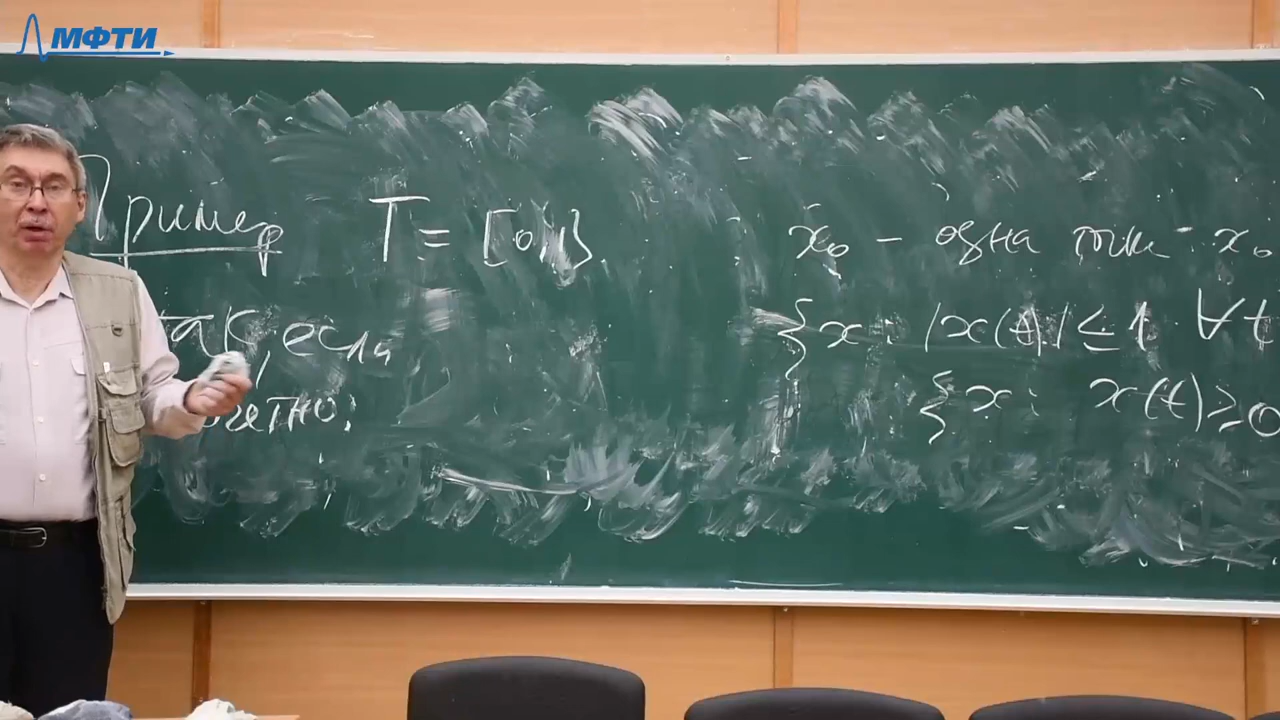 МФТИ
Пример T = [0,1] x₀ – одна точка x₀
так, если {x: |x(t)| ≤ 1 ∀t
{x: x(t) ≥ 0